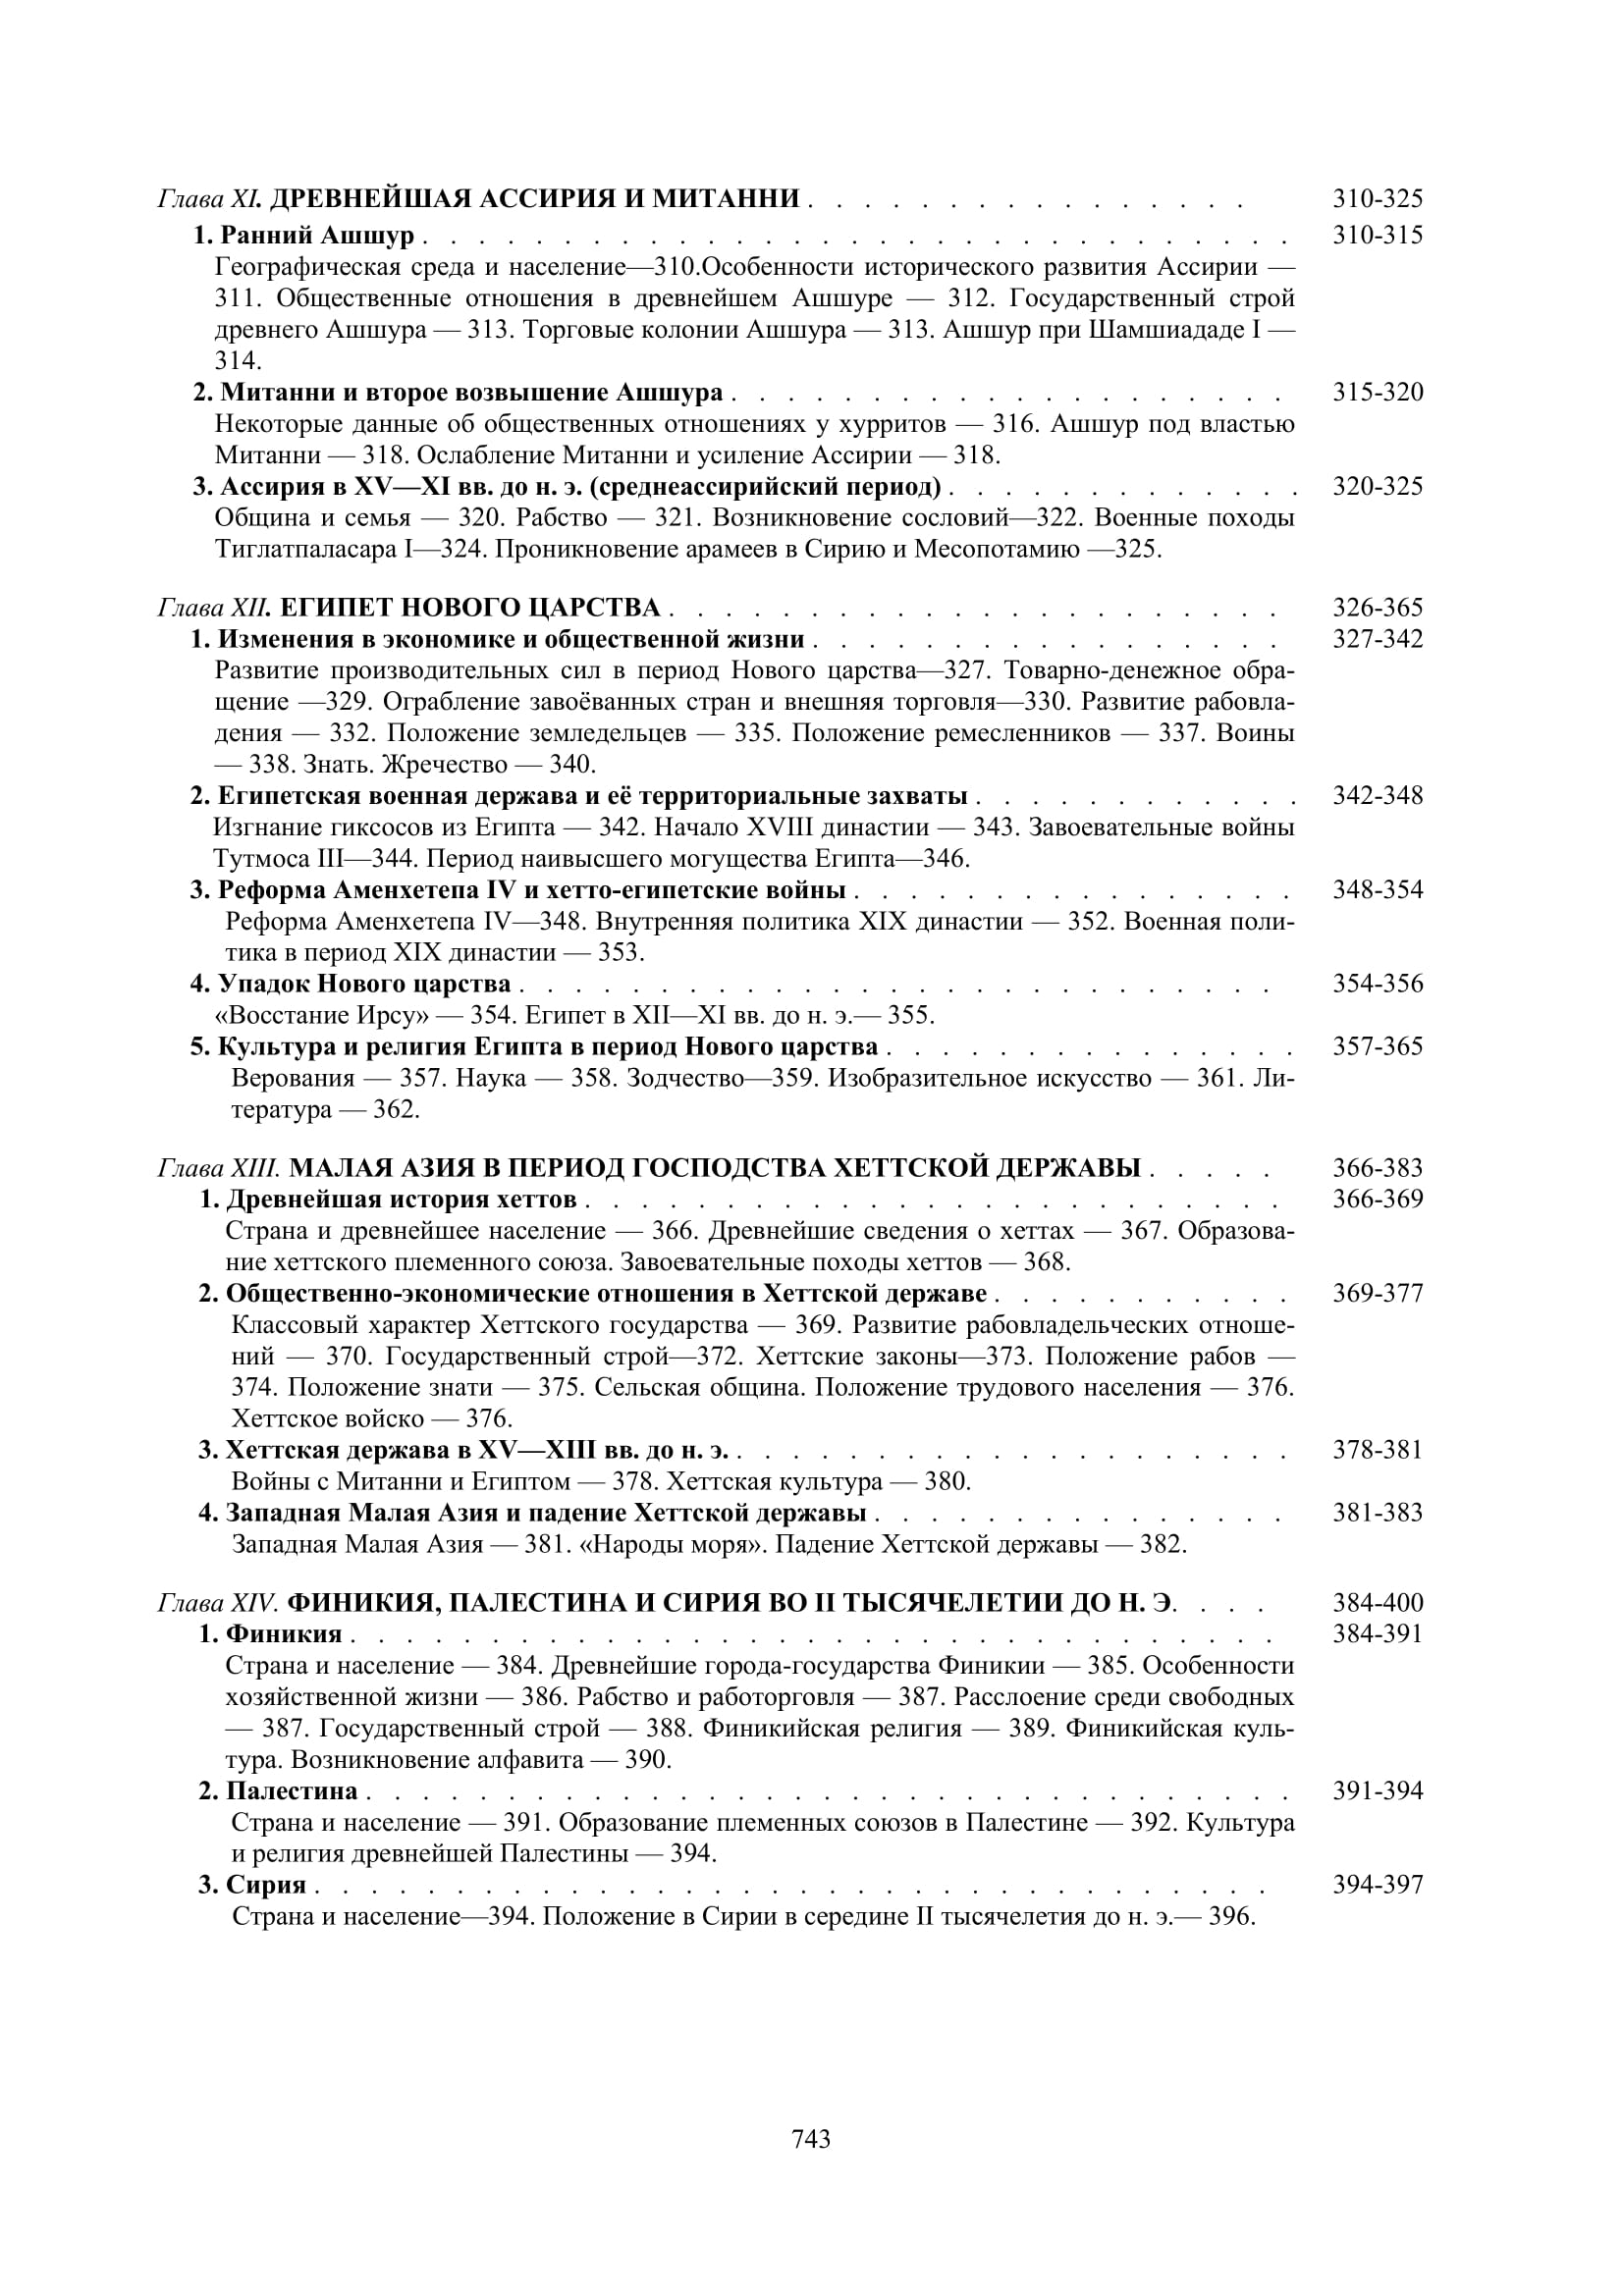 Глава XI. ДРЕВНЕЙШАЯ АССИРИЯ И МИТАННИ . . . . . . . . . . . . . . . . 310-325
1. Ранний Ашшур . . . . . . . . . . . . . . . . . . . . . . . . . . . . . . . 310-315
Географическая среда и население—310.Особенности исторического развития Ассирии —
311. Общественные отношения в древнейшем Ашшуре — 312. Государственный строй
древнего Ашшура — 313. Торговые колонии Ашшура — 313. Ашшур при Шамшиададе I —
314.
2. Митанни и второе возвышение Ашшура . . . . . . . . . . . . . . . . . . . . 315-320
Некоторые данные об общественных отношениях у хурритов — 316. Ашшур под властью
Митанни — 318. Ослабление Митанни и усиление Ассирии — 318.
3. Ассирия в XV—XI вв. до н. э. (среднеассирийский период) . . . . . . . . . . . . . 320-325
Община и семья — 320. Рабство — 321. Возникновение сословий—322. Военные походы
Тиглатпаласара I—324. Проникновение арамеев в Сирию и Месопотамию —325.
Глава XII. ЕГИПЕТ НОВОГО ЦАРСТВА . . . . . . . . . . . . . . . . . . . . . . 326-365
1. Изменения в экономике и общественной жизни . . . . . . . . . . . . . . . . . 327-342
Развитие производительных сил в период Нового царства—327. Товарно-денежное обра-
щение —329. Ограбление завоёванных стран и внешняя торговля—330. Развитие рабовла-
дения — 332. Положение земледельцев — 335. Положение ремесленников — 337. Воины
— 338. Знать. Жречество — 340.
2. Египетская военная держава и её территориальные захваты . . . . . . . . . . . . 342-348
Изгнание гиксосов из Египта — 342. Начало XVIII династии — 343. Завоевательные войны
Тутмоса III—344. Период наивысшего могущества Египта—346.
3. Реформа Аменхетепа IV и хетто-египетские войны . . . . . . . . . . . . . . . . 348-354
Реформа Аменхетепа IV—348. Внутренняя политика XIX династии — 352. Военная поли-
тика в период XIX династии — 353.
4. Упадок Нового царства . . . . . . . . . . . . . . . . . . . . . . . . . . . 354-356
«Восстание Ирсу» — 354. Египет в XII—XI вв. до н. э.— 355.
5. Культура и религия Египта в период Нового царства . . . . . . . . . . . . . . . 357-365
Верования — 357. Наука — 358. Зодчество—359. Изобразительное искусство — 361. Ли-
тература — 362.
Глава XIII. МАЛАЯ АЗИЯ В ПЕРИОД ГОСПОДСТВА ХЕТТСКОЙ ДЕРЖАВЫ . . . . . 366-383
1. Древнейшая история хеттов . . . . . . . . . . . . . . . . . . . . . . . . . 366-369
Страна и древнейшее население — 366. Древнейшие сведения о хеттах — 367. Образова-
ние хеттского племенного союза. Завоевательные походы хеттов — 368.
2. Общественно-экономические отношения в Хеттской державе . . . . . . . . . . . 369-377
Классовый характер Хеттского государства — 369. Развитие рабовладельческих отноше-
ний — 370. Государственный строй—372. Хеттские законы—373. Положение рабов —
374. Положение знати — 375. Сельская община. Положение трудового населения — 376.
Хеттское войско — 376.
3. Хеттская держава в XV—XIII вв. до н. э. . . . . . . . . . . . . . . . . . . . . 378-381
Войны с Митанни и Египтом — 378. Хеттская культура — 380.
4. Западная Малая Азия и падение Хеттской державы . . . . . . . . . . . . . . . 381-383
Западная Малая Азия — 381. «Народы моря». Падение Хеттской державы — 382.
Глава XIV. ФИНИКИЯ, ПАЛЕСТИНА И СИРИЯ ВО II ТЫСЯЧЕЛЕТИИ ДО Н. Э. . . . 384-400
1. Финикия . . . . . . . . . . . . . . . . . . . . . . . . . . . . . . . . . 384-391
Страна и население — 384. Древнейшие города-государства Финикии — 385. Особенности
хозяйственной жизни — 386. Рабство и работорговля — 387. Расслоение среди свободных
— 387. Государственный строй — 388. Финикийская религия — 389. Финикийская куль-
тура. Возникновение алфавита — 390.
2. Палестина . . . . . . . . . . . . . . . . . . . . . . . . . . . . . . . . . 391-394
Страна и население — 391. Образование племенных союзов в Палестине — 392. Культура
и религия древнейшей Палестины — 394.
3. Сирия . . . . . . . . . . . . . . . . . . . . . . . . . . . . . . . . . . 394-397
Страна и население—394. Положение в Сирии в середине II тысячелетия до н. э.— 396.
743